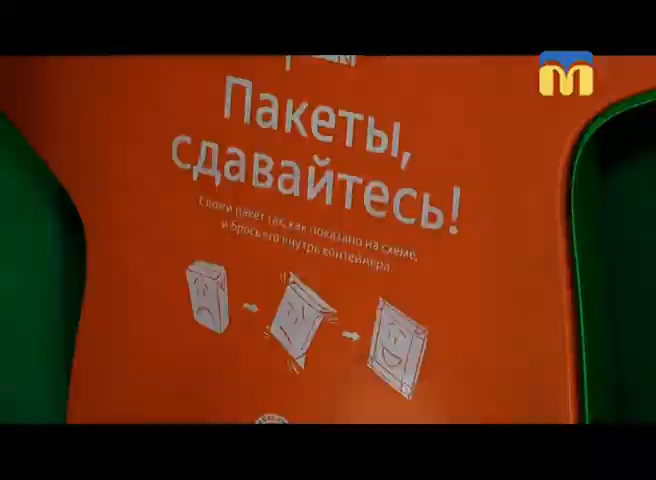 Пакеты,
сдавайтесь!
Сложи пакет так, как показано на схеме,
и брось его внутрь контейнера.